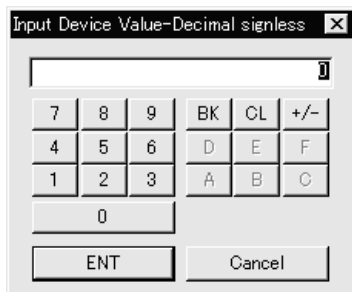 Input Device Value-Decimal signless
0
7 8 9 BK CL +/-
4 5 6 D E F
1 2 3 A B C
0
ENT Cancel